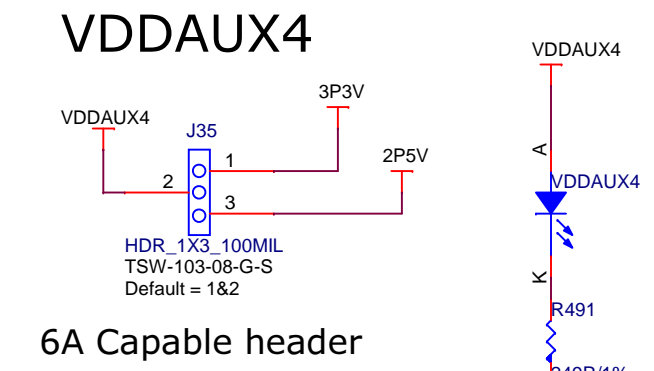 VDDAUX4
VDDAUX4
3P3V
VDDAUX4
J35
1
2P5V
2
3
A
VDDAUX4
HDR_1X3_100MIL
TSW-103-08-G-S
Default = 1&2
K
R491
6A Capable header